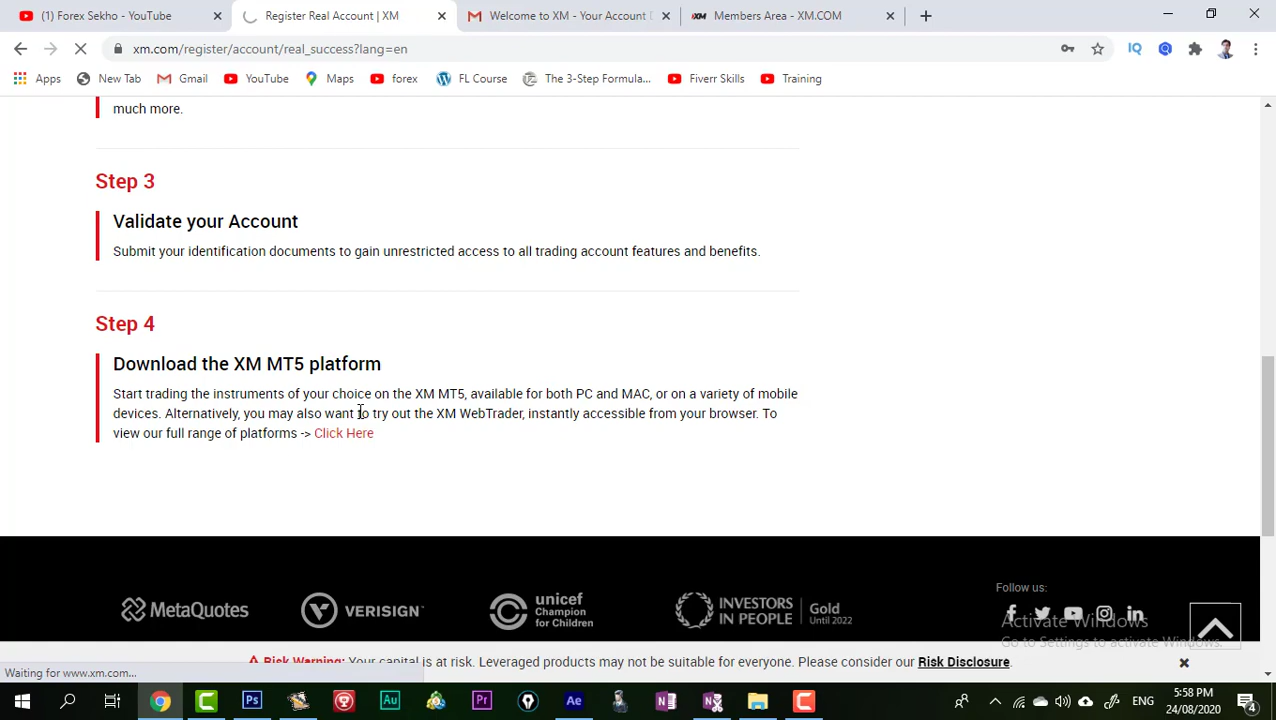 (1) Forex Sekho - YouTube
Register Real Account | XM
Welcome to XM - Your Account D
XM Members Area - XM.COM
xm.com/register/account/real_success?lang=en
IQ
Apps
New Tab
Gmail
YouTube
Maps
forex
FL Course
The 3-Step Formula...
Fiverr Skills
Training
much more.
Step 3
Validate your Account
Submit your identification documents to gain unrestricted access to all trading account features and benefits.
Step 4
Download the XM MT5 platform
Start trading the instruments of your choice on the XM MT5, available for both PC and MAC, or on a variety of mobile
devices. Alternatively, you may also want to try out the XM WebTrader, instantly accessible from your browser. To
view our full range of platforms -> Click Here
Follow us:
MetaQuotes
VERISIGN
unicef
Champion
for Children
INVESTORS
IN PEOPLE
Gold
Until 2022
Activate Windows
Go to Settings to activate Windows.
Risk Warning: Your capital is at risk. Leveraged products may not be suitable for everyone. Please consider our Risk Disclosure.
Waiting for www.xm.com...
Ps
Au
Pr
Ae
N
ENG
5:58 PM
24/08/2020
4